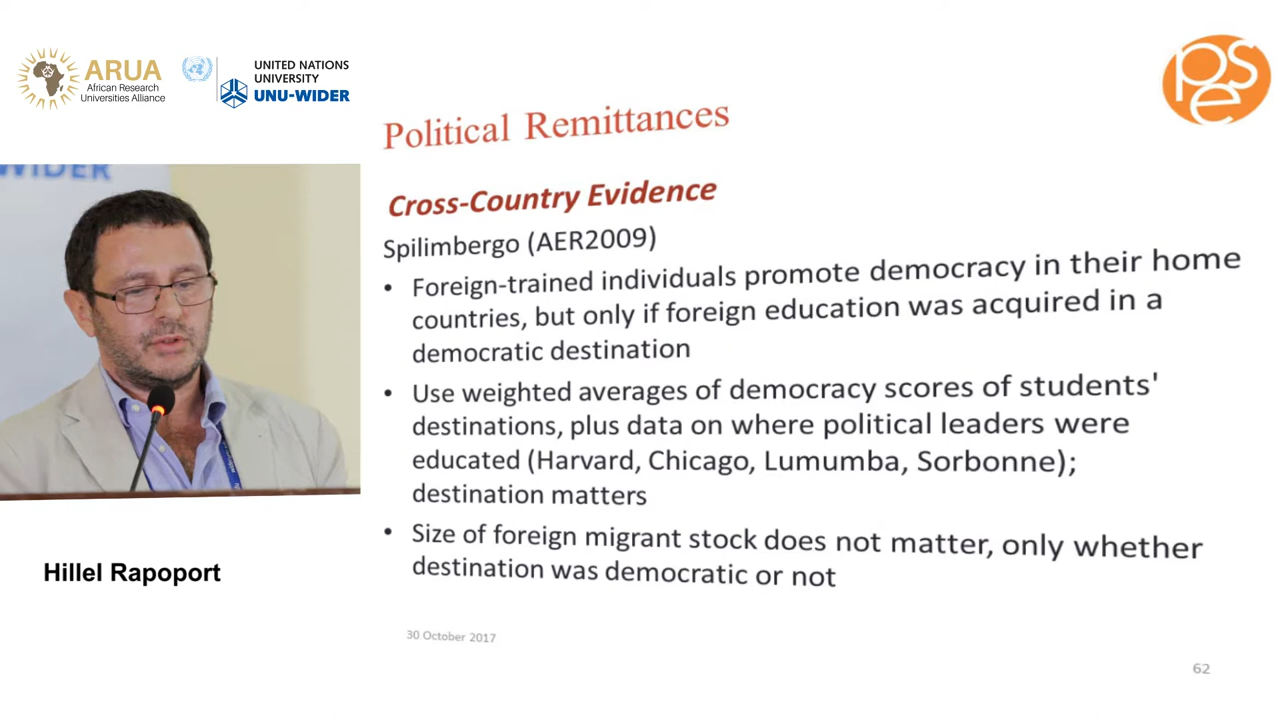 ARUA
African Research
Universities Alliance
UNITED NATIONS
UNIVERSITY
UNU-WIDER
pse
WIDER
Hillel Rapoport
Political Remittances
Cross-Country Evidence
Spilimbergo (AER2009)
• Foreign-trained individuals promote democracy in their home
countries, but only if foreign education was acquired in a
democratic destination
• Use weighted averages of democracy scores of students'
destinations, plus data on where political leaders were
educated (Harvard, Chicago, Lumumba, Sorbonne);
destination matters
• Size of foreign migrant stock does not matter, only whether
destination was democratic or not
30 October 2017
62